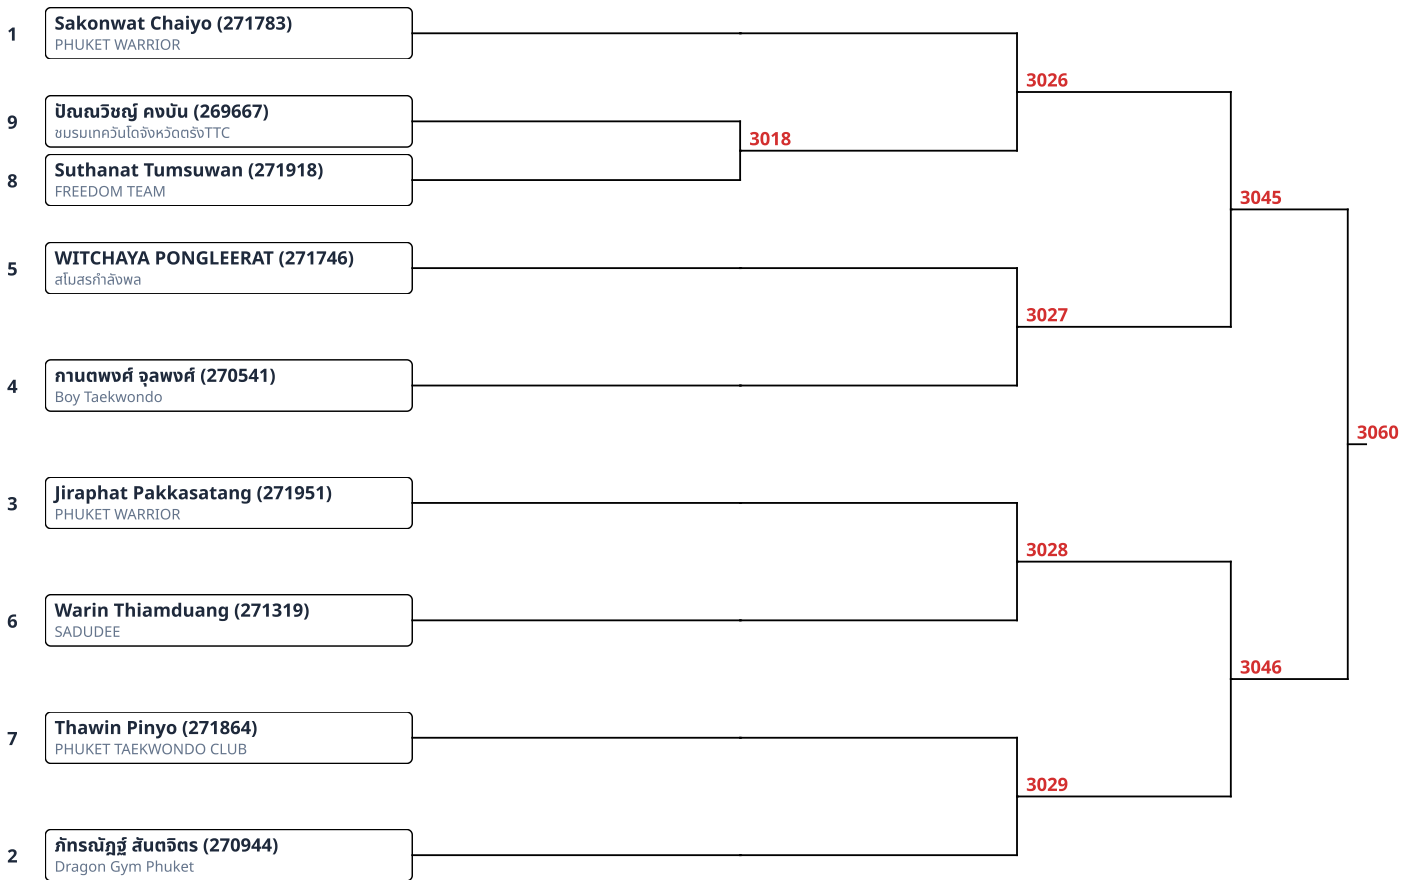 1
Sakonwat Chaiyo (271783)
PHUKET WARRIOR
3026
9
ปัณณวิชญ์ คงบัน (269667)
ชมรมเทควันโดจังหวัดตรังTTC
3018
8
Suthanat Tumsuwan (271918)
FREEDOM TEAM
3045
5
WITCHAYA PONGLEERAT (271746)
สโมสรกำลังพล
3027
4
กานตพงศ์ จุลพงศ์ (270541)
Boy Taekwondo
3060
3
Jiraphat Pakkasatang (271951)
PHUKET WARRIOR
3028
6
Warin Thiamduang (271319)
SADUDEE
3046
7
Thawin Pinyo (271864)
PHUKET TAEKWONDO CLUB
3029
2
ภัทรณัฎฐ์ สันตจิตร (270944)
Dragon Gym Phuket